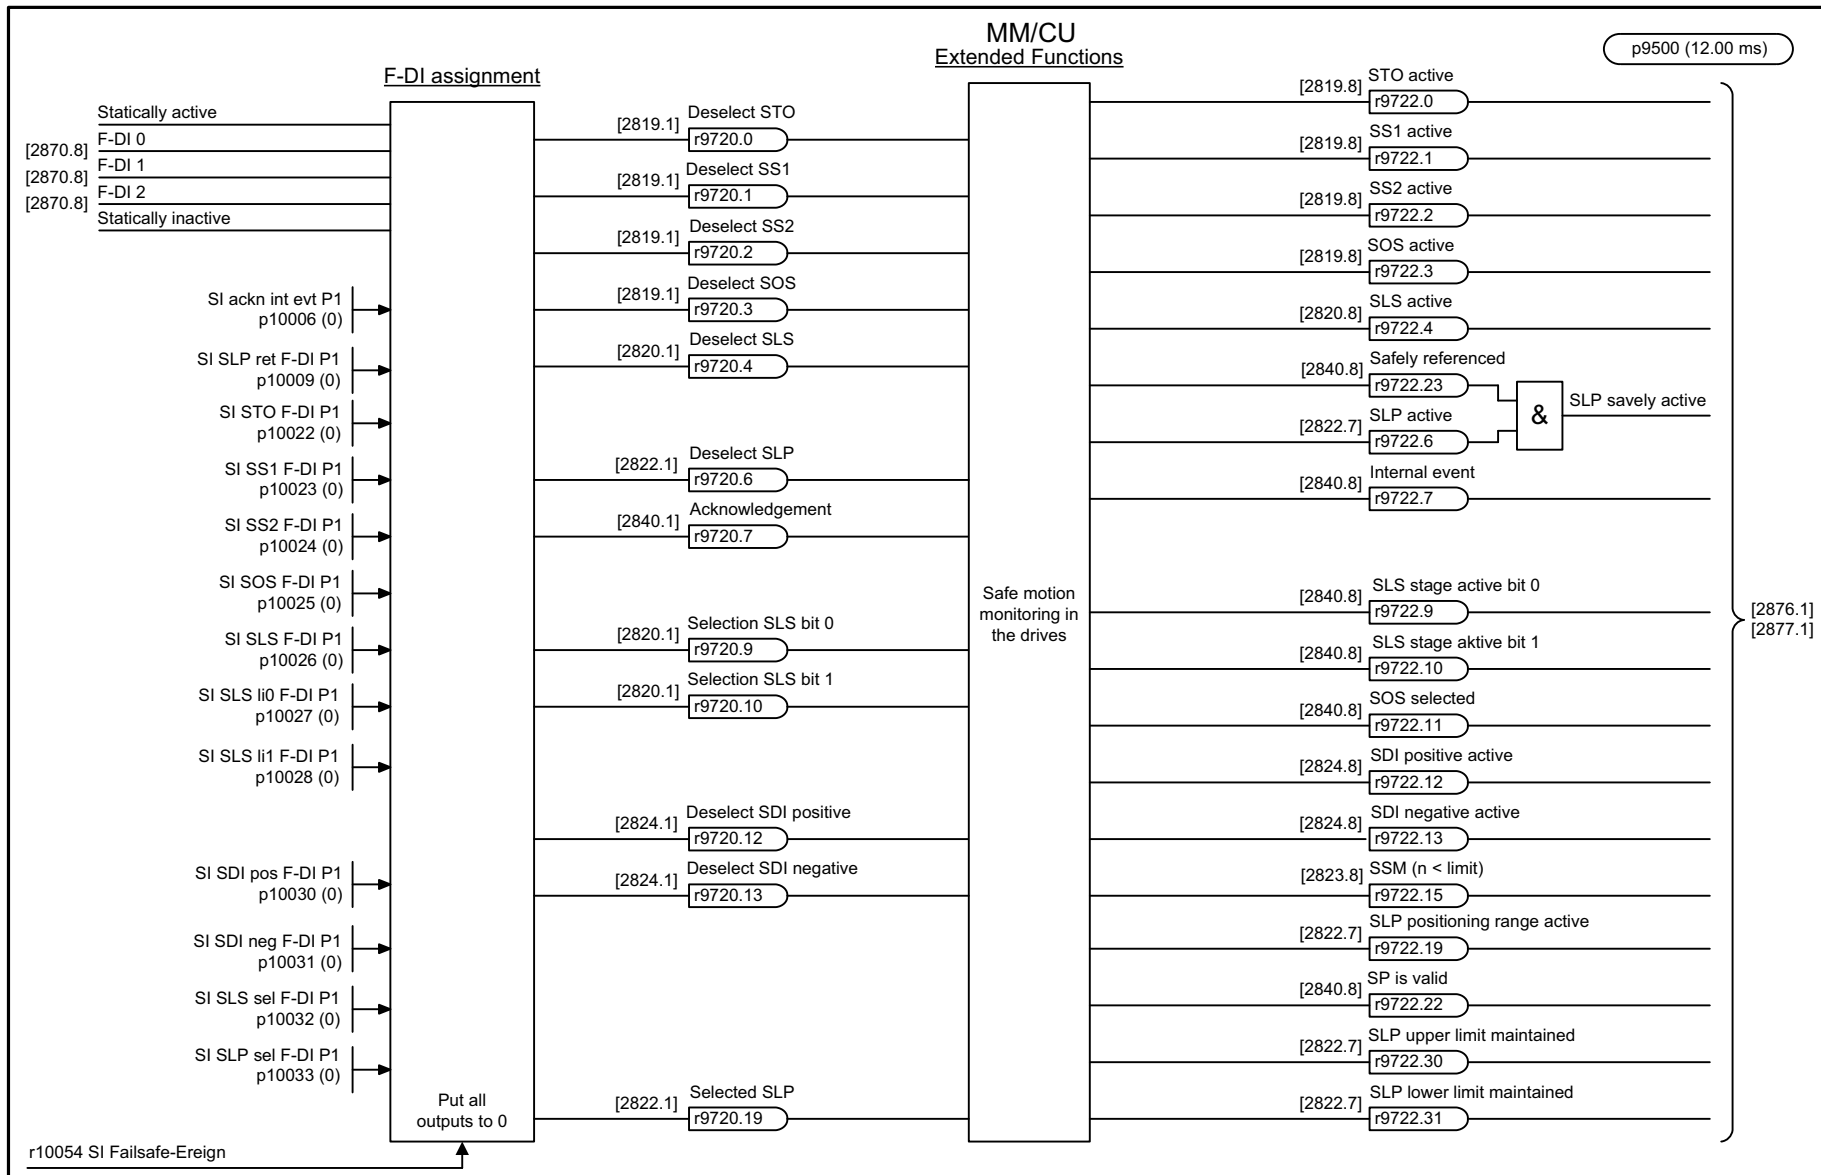 MM/CU
Extended Functions
p9500 (12.00 ms)
F-DI assignment
Statically active
[2870.8] F-DI 0
[2870.8] F-DI 1
[2870.8] F-DI 2
Statically inactive
SI ackn int evt P1
p10006 (0)
SI SLP ret F-DI P1
p10009 (0)
SI STO F-DI P1
p10022 (0)
SI SS1 F-DI P1
p10023 (0)
SI SS2 F-DI P1
p10024 (0)
SI SOS F-DI P1
p10025 (0)
SI SLS F-DI P1
p10026 (0)
SI SLS li0 F-DI P1
p10027 (0)
SI SLS li1 F-DI P1
p10028 (0)
SI SDI pos F-DI P1
p10030 (0)
SI SDI neg F-DI P1
p10031 (0)
SI SLS sel F-DI P1
p10032 (0)
SI SLP sel F-DI P1
p10033 (0)
r10054 SI Failsafe-Ereign
Put all
outputs to 0
[2819.1] Deselect STO
r9720.0
[2819.1] Deselect SS1
r9720.1
[2819.1] Deselect SS2
r9720.2
[2819.1] Deselect SOS
r9720.3
[2820.1] Deselect SLS
r9720.4
[2822.1] Deselect SLP
r9720.6
[2840.1] Acknowledgement
r9720.7
[2820.1] Selection SLS bit 0
r9720.9
[2820.1] Selection SLS bit 1
r9720.10
[2824.1] Deselect SDI positive
r9720.12
[2824.1] Deselect SDI negative
r9720.13
[2822.1] Selected SLP
r9720.19
Safe motion
monitoring in
the drives
[2819.8] STO active
r9722.0
[2819.8] SS1 active
r9722.1
[2819.8] SS2 active
r9722.2
[2819.8] SOS active
r9722.3
[2820.8] SLS active
r9722.4
[2840.8] Safely referenced
r9722.23
[2822.7] SLP active
r9722.6
&
SLP savely active
[2840.8] Internal event
r9722.7
[2840.8] SLS stage active bit 0
r9722.9
[2840.8] SLS stage aktive bit 1
r9722.10
[2840.8] SOS selected
r9722.11
[2824.8] SDI positive active
r9722.12
[2824.8] SDI negative active
r9722.13
[2823.8] SSM (n < limit)
r9722.15
[2822.7] SLP positioning range active
r9722.19
[2840.8] SP is valid
r9722.22
[2822.7] SLP upper limit maintained
r9722.30
[2822.7] SLP lower limit maintained
r9722.31
[2876.1]
[2877.1]